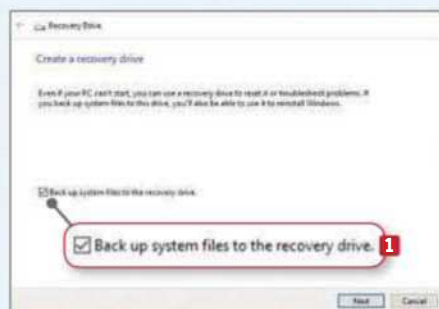 Recovery Drive
Create a recovery drive
Even if your PC can't start, you can use a recovery drive to reset it or troubleshoot problems. If
you back up system files to this drive, you'll also be able to use it to reinstall Windows.
Back up system files to the recovery drive.
Back up system files to the recovery drive. 1
Next Cancel